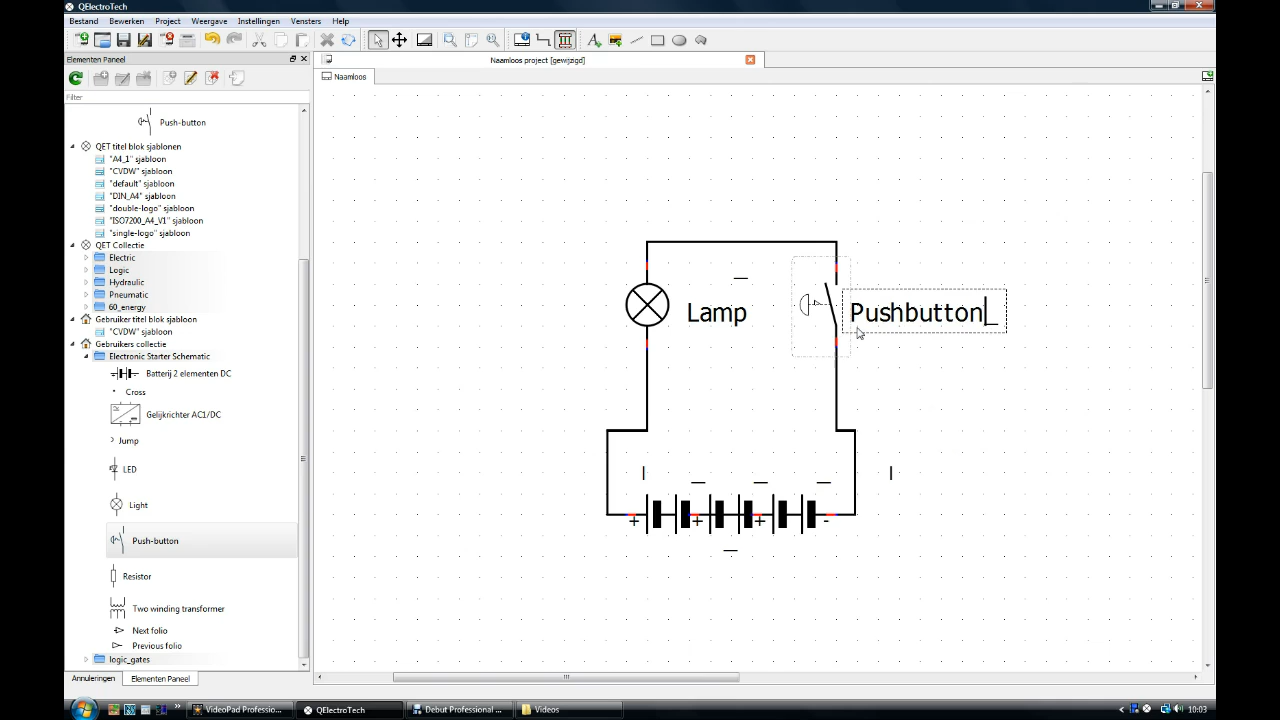 QElectroTech
Bestand Bewerken Project Weergave Instellingen Vensters Help
Elementen Paneel
Naamloos project [gewijzigd]
Naamloos
Filter
Push-button
QET titel blok sjablonen
"A4_1" sjabloon
"CVDW" sjabloon
"default" sjabloon
"DIN_A4" sjabloon
"double-logo" sjabloon
"ISO7200_A4_V1" sjabloon
"single-logo" sjabloon
QET Collectie
Electric
Logic
Hydraulic
Pneumatic
60_energy
Gebruiker titel blok sjabloon
"CVDW" sjabloon
Gebruikers collectie
Electronic Starter Schematic
Batterij 2 elementen DC
Cross
Gelijkrichter AC1/DC
Jump
LED
Light
Push-button
Resistor
Two winding transformer
Next folio
Previous folio
logic_gates
Lamp
Pushbutton_
+ + + -
Annuleringen Elementen Paneel
VideoPad Professio... QElectroTech Debut Professional ... Videos 10:03